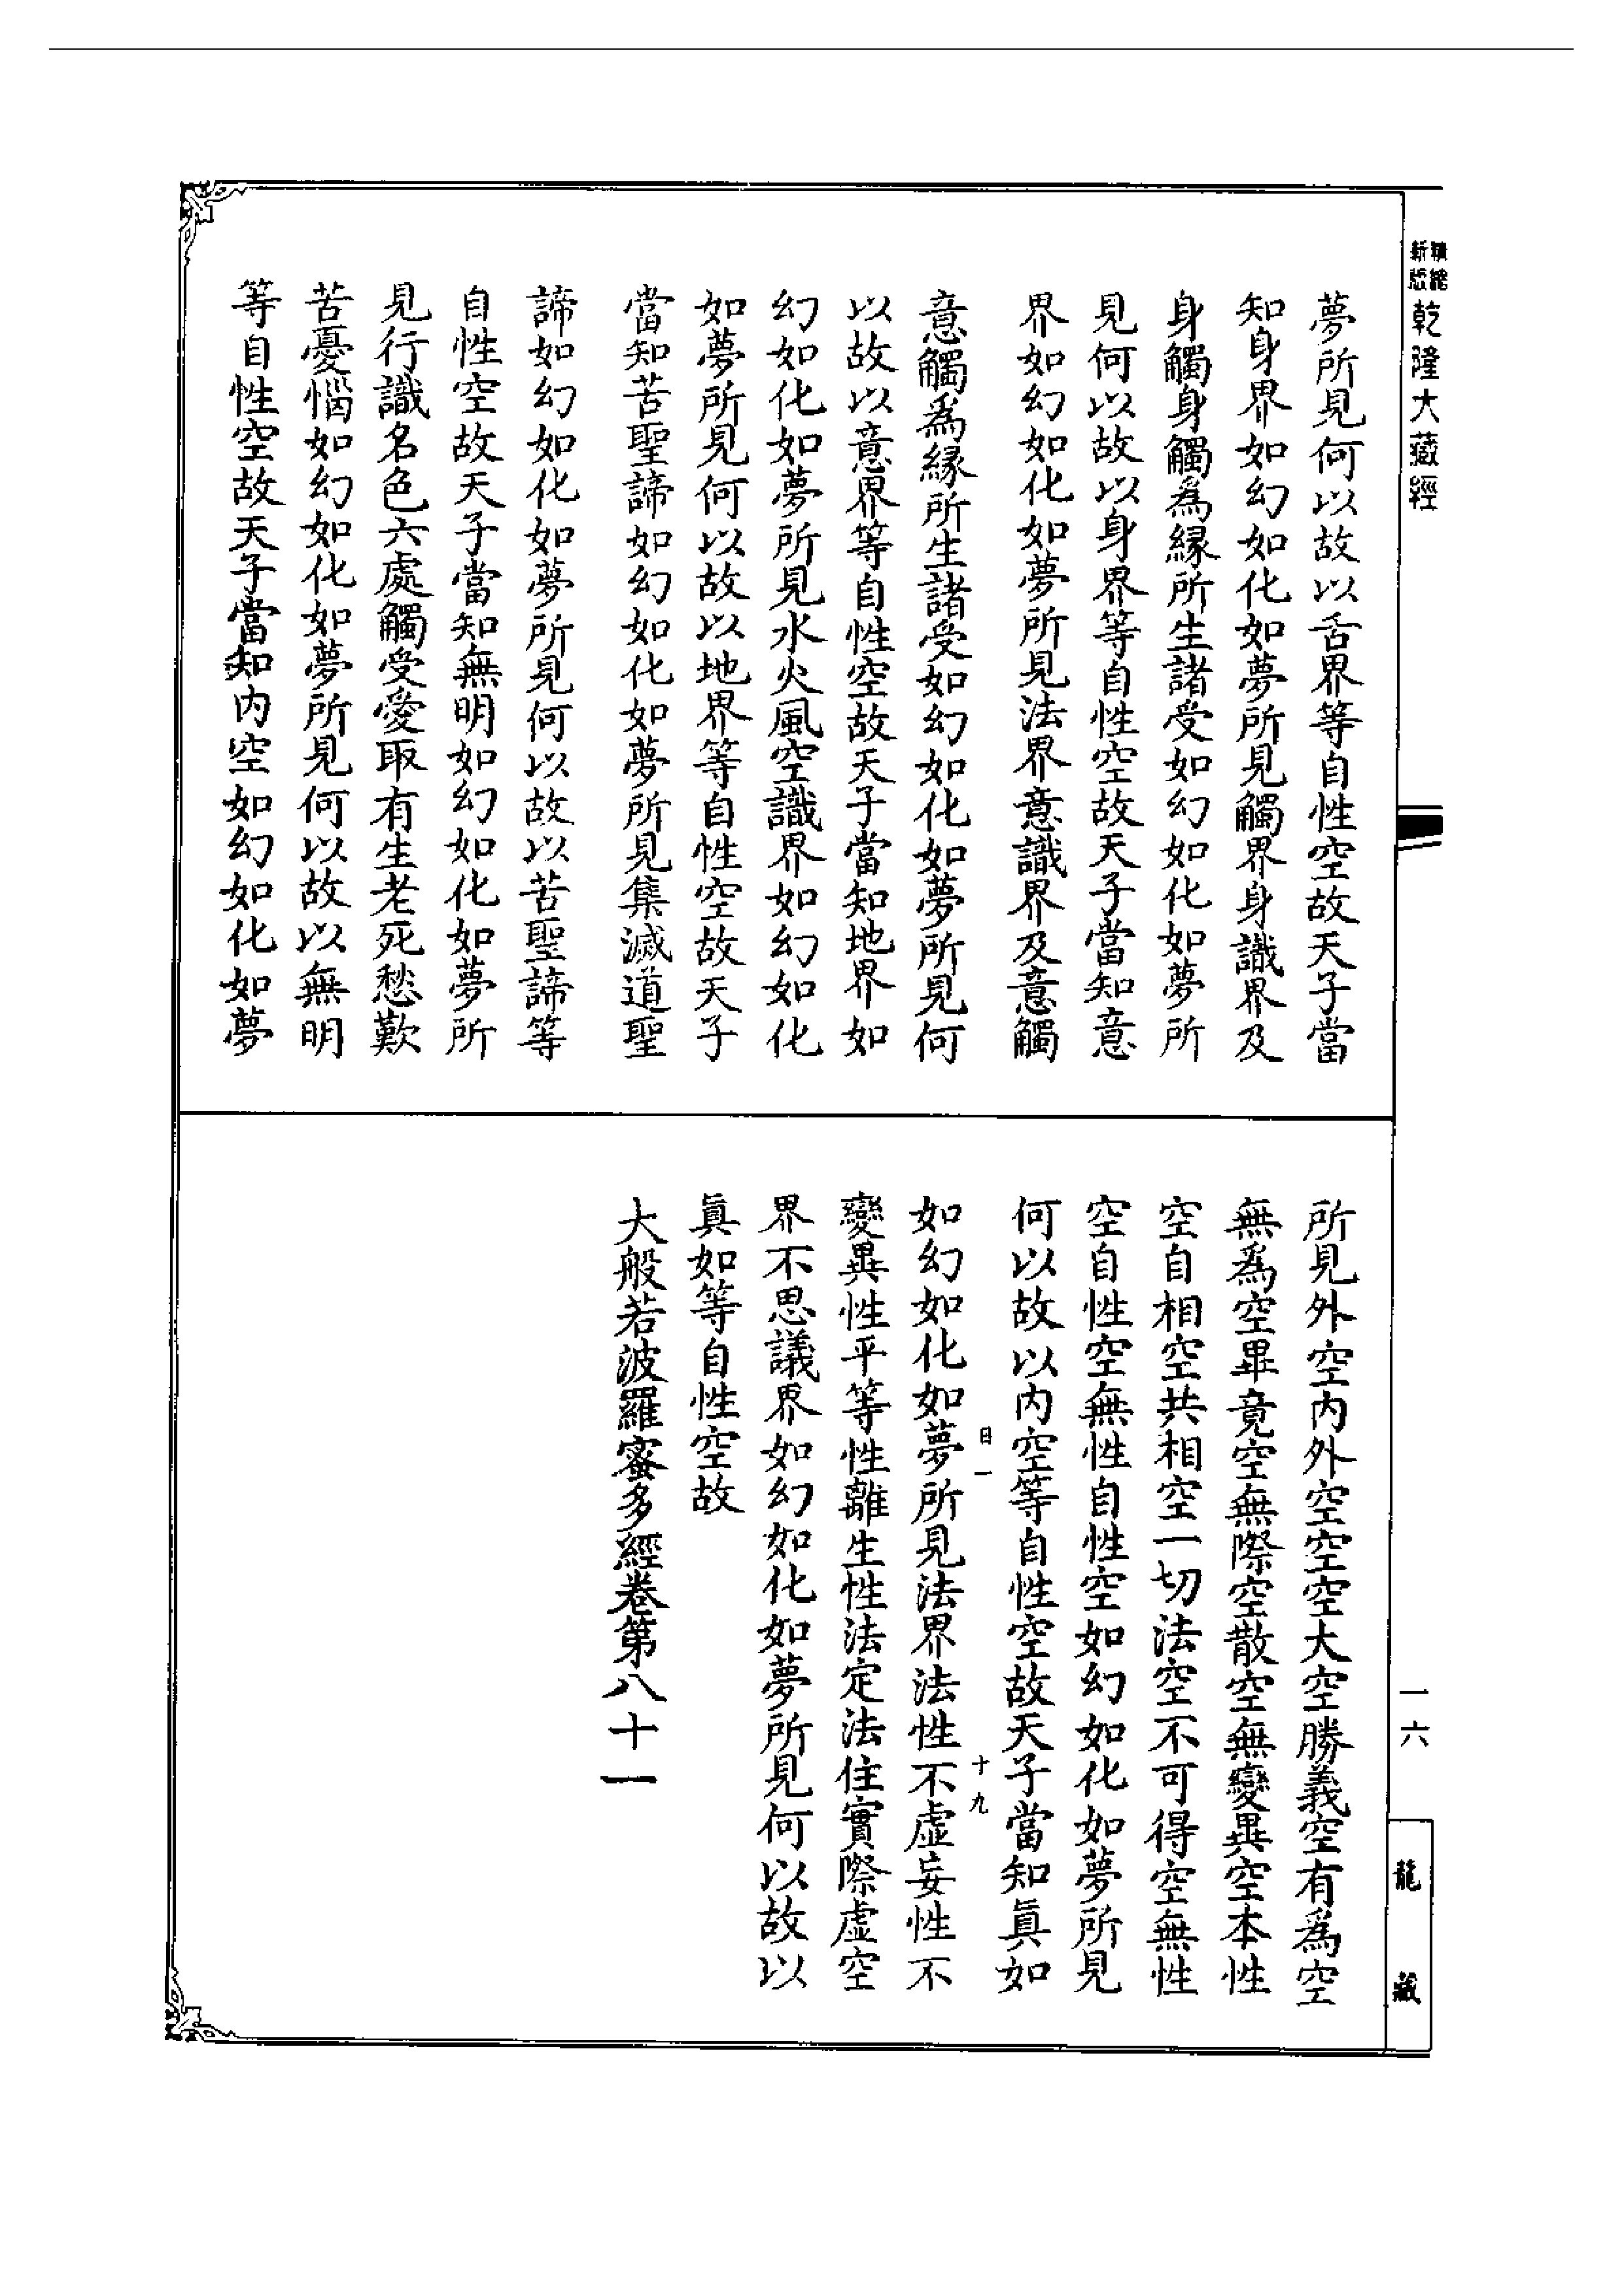 新版精縮乾隆大藏經
夢所見何以故以舌界等自性空故天子當
知身界如幻如化如夢所見觸界身識界及
身觸身觸為緣所生諸受如幻如化如夢所
見何以故以身界等自性空故天子當知意
界如幻如化如夢所見法界意識界及意觸
意觸為緣所生諸受如幻如化如夢所見何
以故以意界等自性空故天子當知地界如
幻如化如夢所見水火風空識界如幻如化
如夢所見何以故以地界等自性空故天子
當知苦聖諦如幻如化如夢所見集滅道聖
諦如幻如化如夢所見何以故以苦聖諦等
自性空故天子當知無明如幻如化如夢所
見行識名色六處觸受愛取有生老死愁歎
苦憂惱如幻如化如夢所見何以故以無明
等自性空故天子當知內空如幻如化如夢
所見外空內外空空空大空勝義空有為空
無為空畢竟空無際空散空無變異空本性
空自相空共相空一切法空不可得空無性
空自性空無性自性空如幻如化如夢所見
何以故以內空等自性空故天子當知真如
日一
十九
如幻如化如夢所見法界法性不虛妄性不
變異性平等性離生性法定法住實際虛空
界不思議界如幻如化如夢所見何以故以
真如等自性空故
大般若波羅蜜多經卷第八十一
一六
龍藏